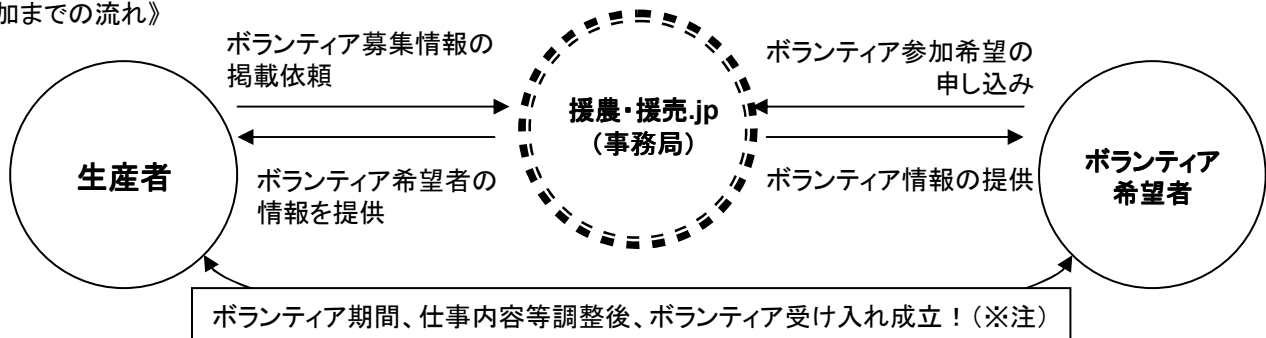 加までの流れ》
ボランティア募集情報の
掲載依頼
援農・援売.jp
（事務局）
ボランティア参加希望の
申し込み
生産者
ボランティア希望者の
情報を提供
ボランティア情報の提供
ボランティア
希望者
ボランティア期間、仕事内容等調整後、ボランティア受け入れ成立！（※注）